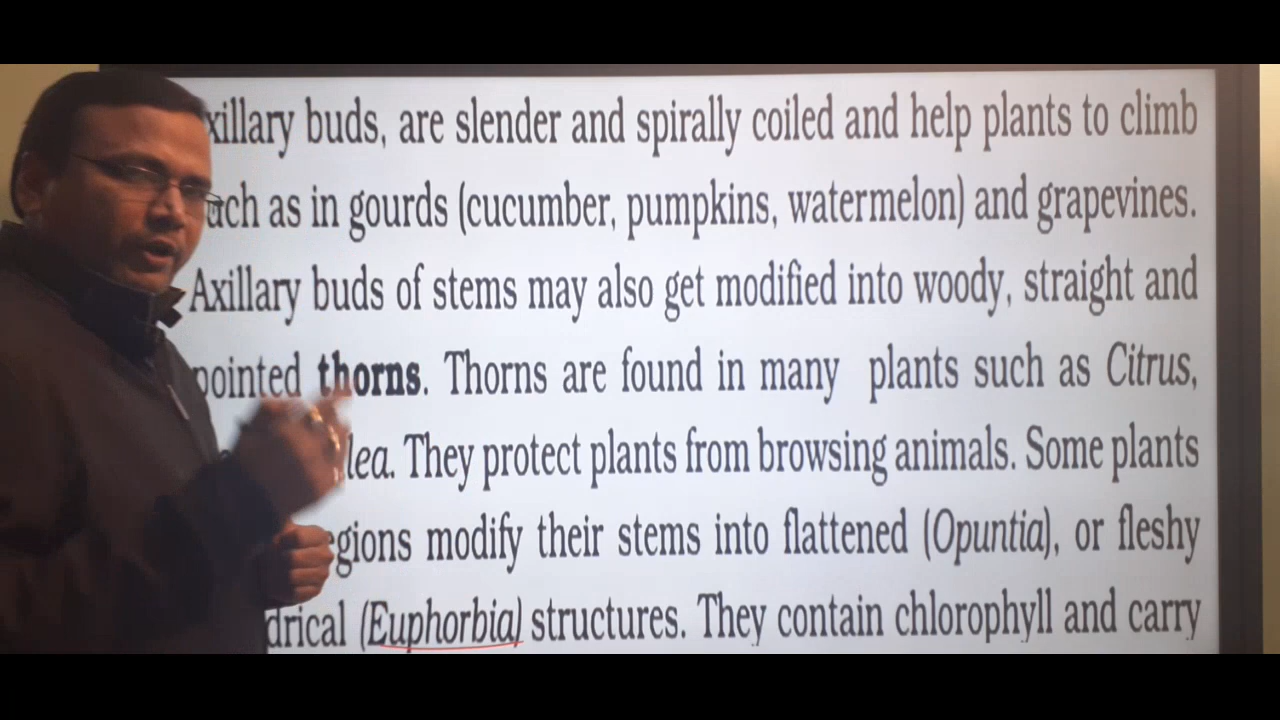 xillary buds, are slender and spirally coiled and help plants to climb
uch as in gourds (cucumber, pumpkins, watermelon) and grapevines.
Axillary buds of stems may also get modified into woody, straight and
pointed thorns. Thorns are found in many plants such as Citrus,
lea. They protect plants from browsing animals. Some plants
egions modify their stems into flattened (Opuntia), or fleshy
drical (Euphorbia) structures. They contain chlorophyll and carry